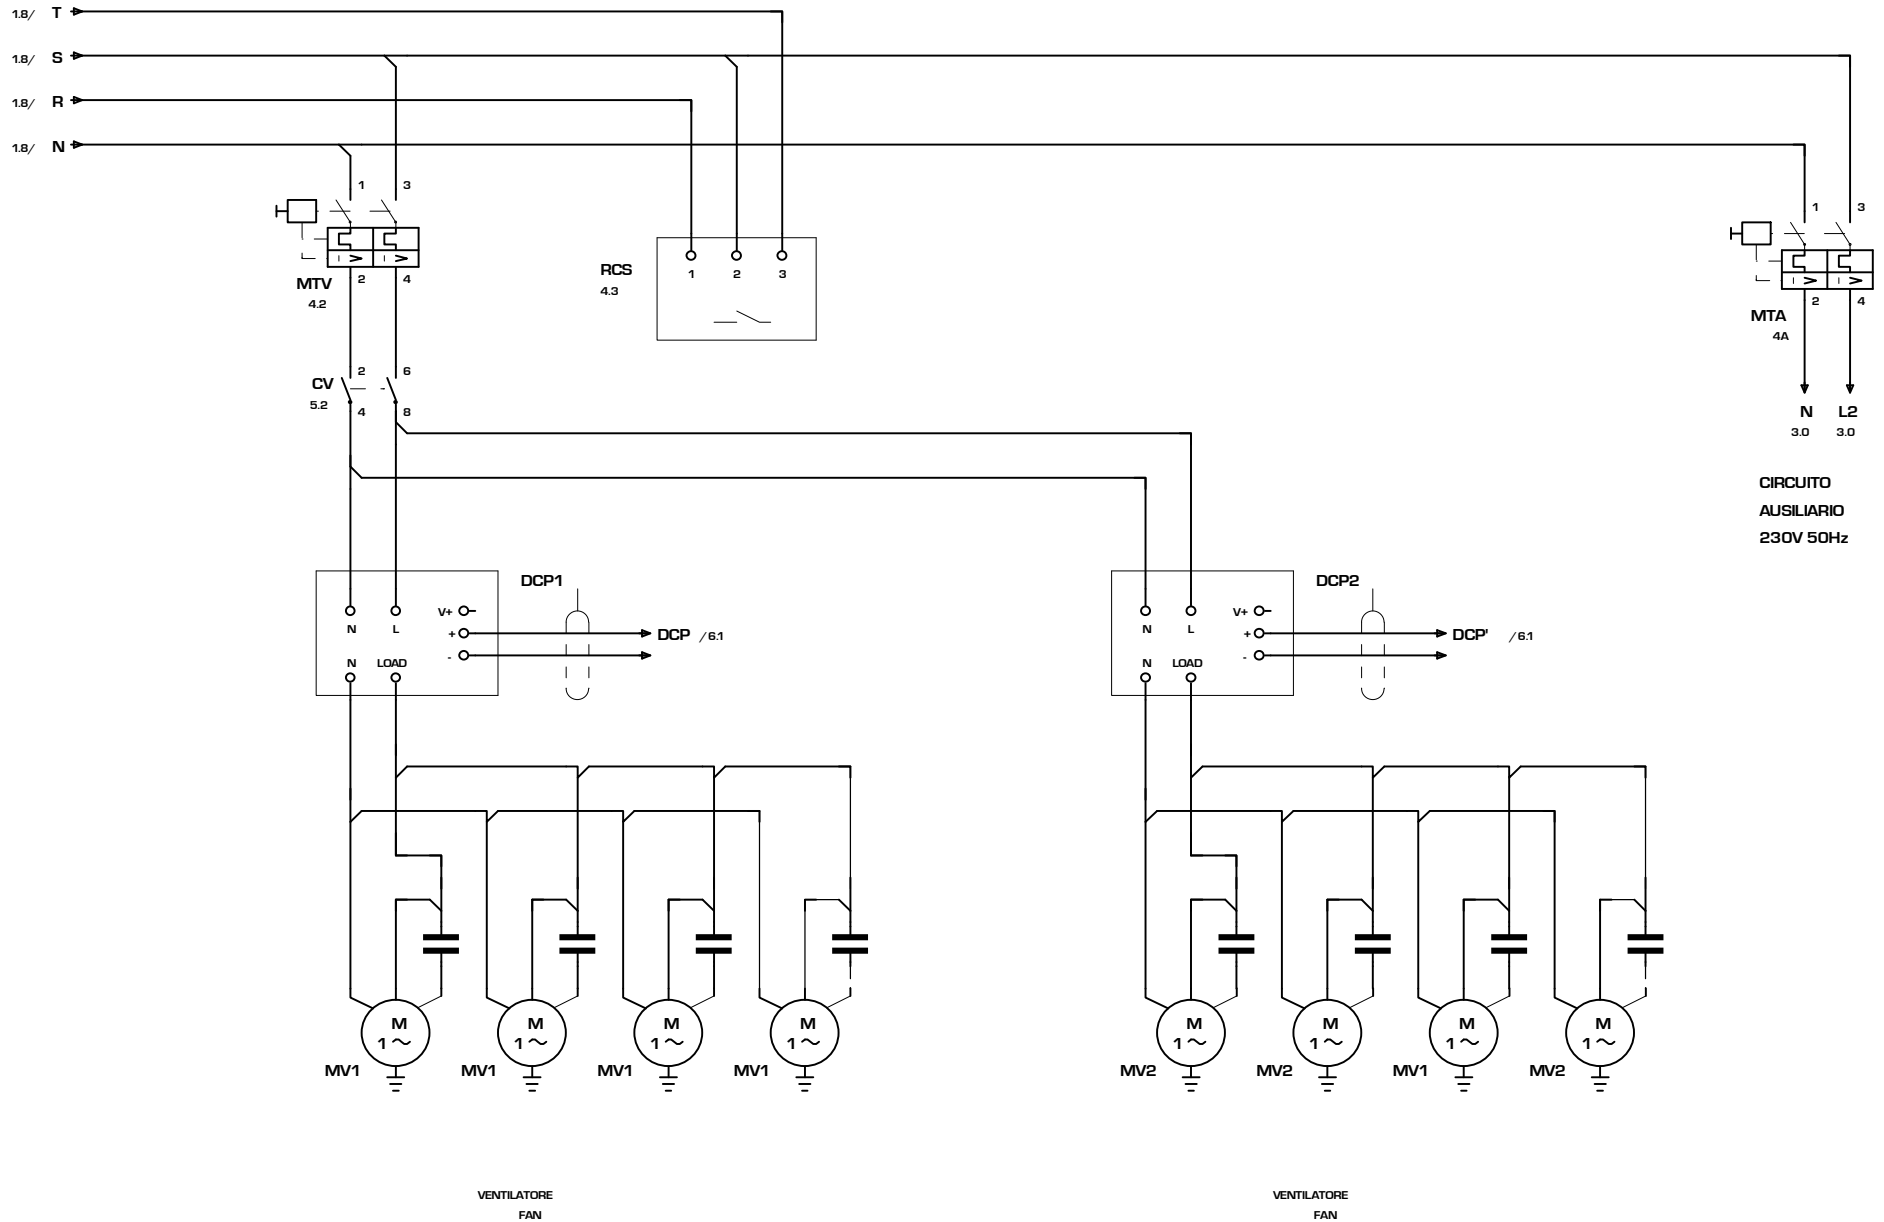 1.8/ T
1.8/ S
1.8/ R
1.8/ N
1 3
1 3
MTV 2 4
4.2
RCS 1 2 3
4.3
2 4
MTA
4A
CV 2 6
5.2 4 8
N L2
3.0 3.0
CIRCUITO
AUSILIARIO
230V 50Hz
DCP1 DCP2
V+ V+
N L + DCP /6.1 N L + DCP' /6.1
N LOAD - N LOAD -
M M M M M M M M
1~ 1~ 1~ 1~ 1~ 1~ 1~ 1~
MV1 MV1 MV1 MV1 MV2 MV2 MV1 MV2
VENTILATORE VENTILATORE
FAN FAN